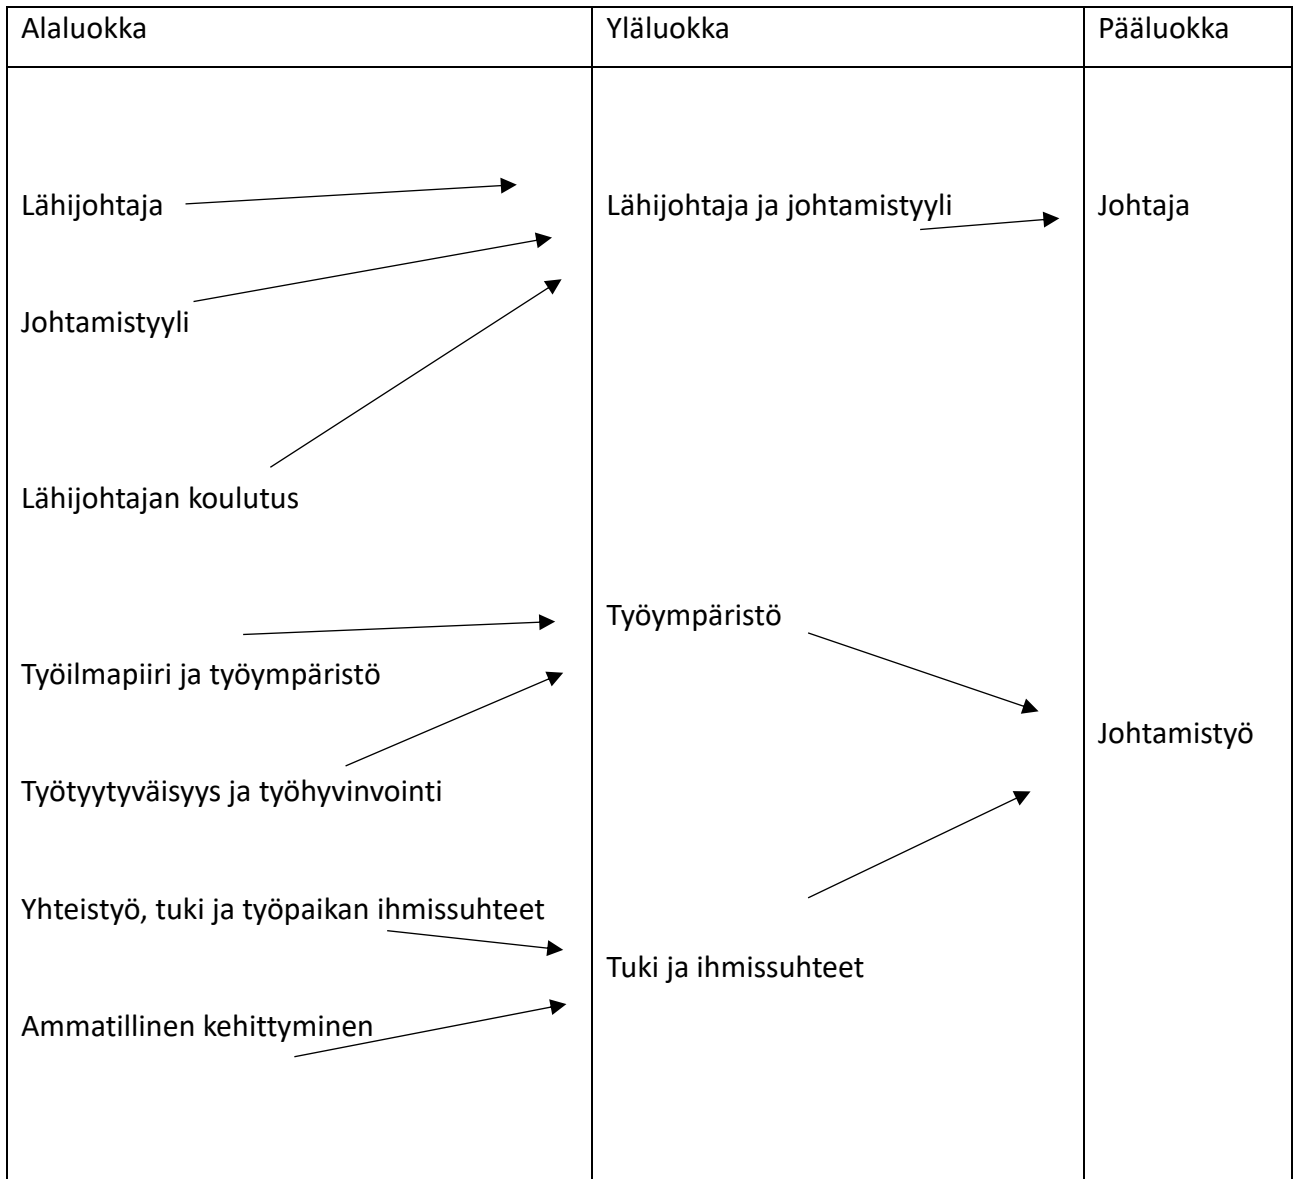 Alaluokka
Yläluokka
Pääluokka
Lähijohtaja
Lähijohtaja ja johtamistyyli
Johtaja
Johtamistyyli
Lähijohtajan koulutus
Työympäristö
Työilmapiiri ja työympäristö
Johtamistyö
Työtyytyväisyys ja työhyvinvointi
Yhteistyö, tuki ja työpaikan ihmissuhteet
Tuki ja ihmissuhteet
Ammatillinen kehittyminen